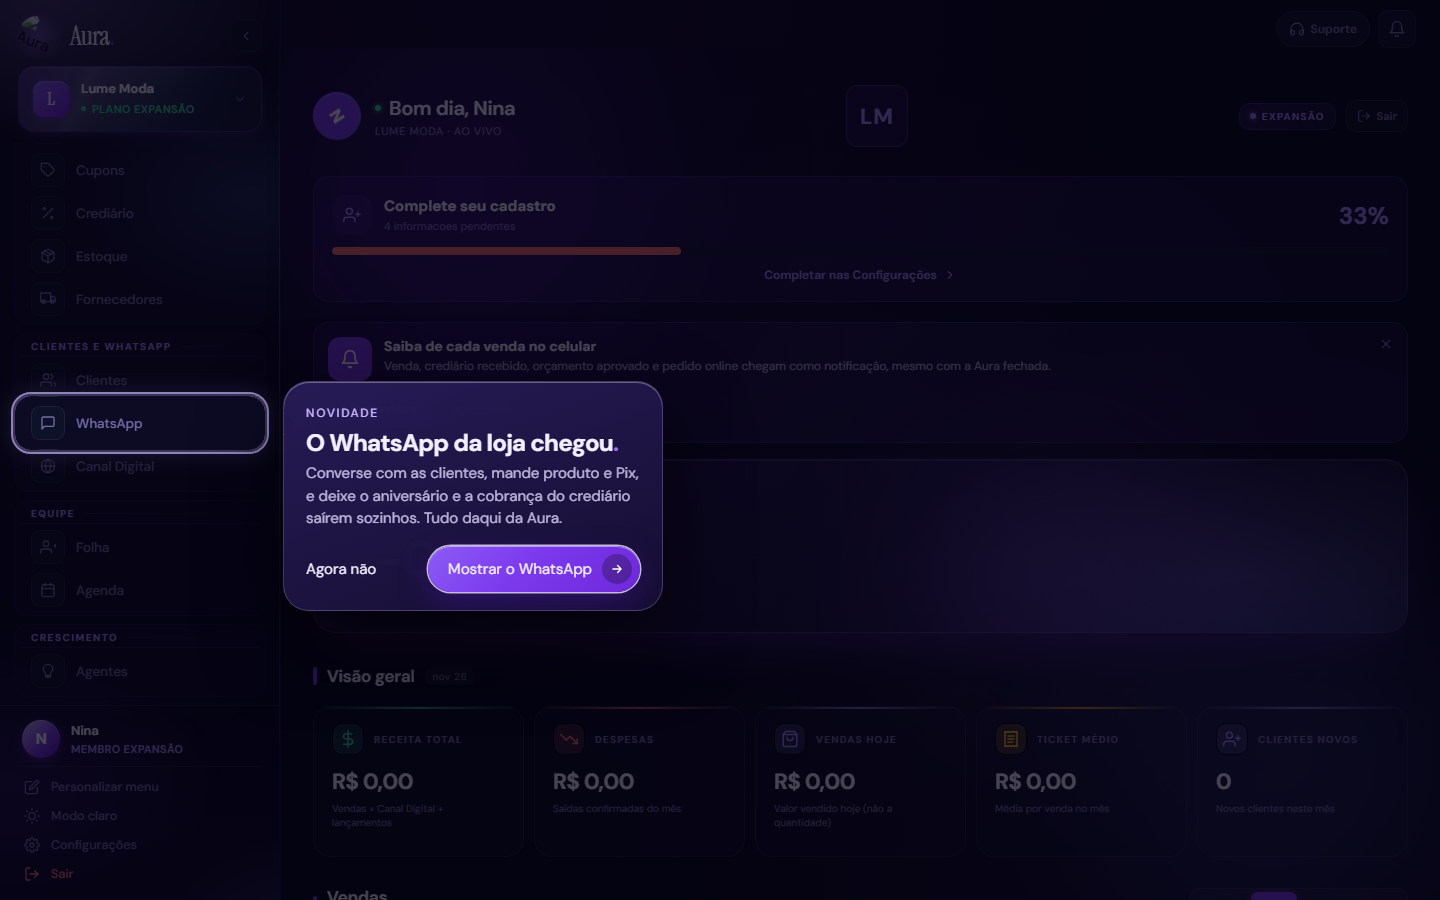 Aura
Aura.
Suporte
Lume Moda
PLANO EXPANSÃO
L
N
Bom dia, Nina
LUME MODA · AO VIVO
LM
EXPANSÃO
Sair
Cupons
Crediário
Estoque
Fornecedores
CLIENTES E WHATSAPP
Clientes
WhatsApp
Canal Digital
EQUIPE
Folha
Agenda
CRESCIMENTO
Agentes
N
Nina
MEMBRO EXPANSÃO
Personalizar menu
Modo claro
Configurações
Sair
Complete seu cadastro
4 informacoes pendentes
33%
Completar nas Configurações
Saiba de cada venda no celular
Venda, crediário recebido, orçamento aprovado e pedido online chegam como notificação, mesmo com a Aura fechada.
NOVIDADE
O WhatsApp da loja chegou.
Converse com as clientes, mande produto e Pix,
e deixe o aniversário e a cobrança do crediário
saírem sozinhos. Tudo daqui da Aura.
Agora não
Mostrar o WhatsApp
Visão geral
nov 26
RECEITA TOTAL
R$ 0,00
Vendas + Canal Digital +
lançamentos
DESPESAS
R$ 0,00
Saídas confirmadas do mês
VENDAS HOJE
R$ 0,00
Valor vendido hoje (não a
quantidade)
TICKET MÉDIO
R$ 0,00
Média por venda no mês
CLIENTES NOVOS
0
Novos clientes neste mês
Vendas